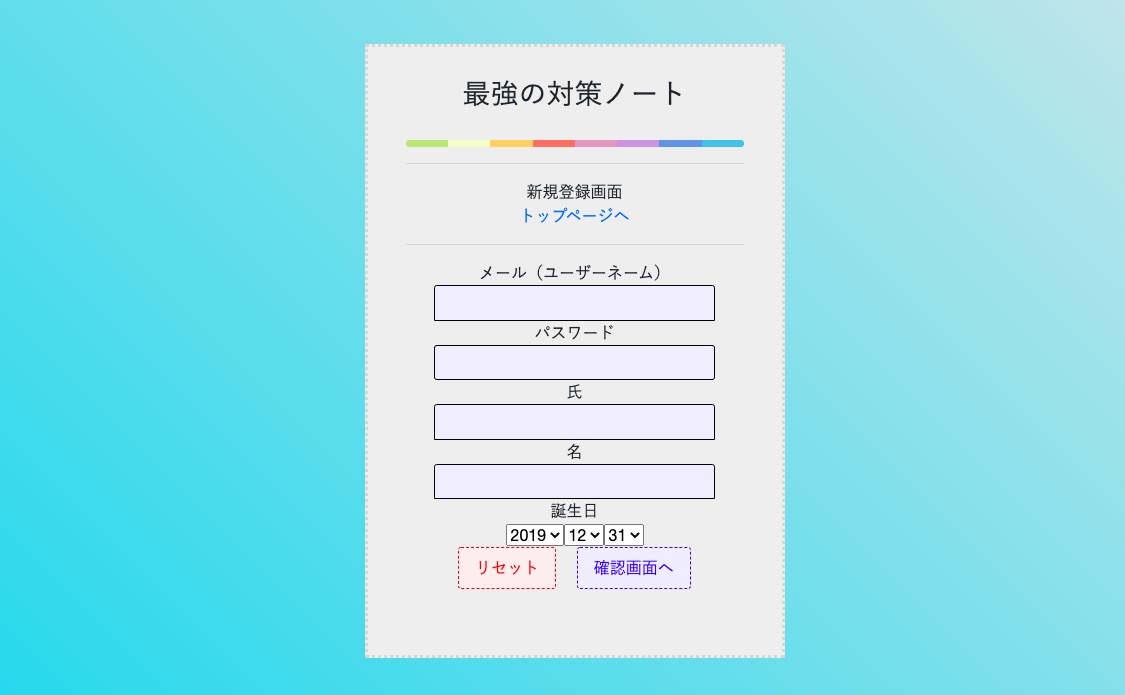 最強の対策ノート
新規登録画面
トップページへ
メール（ユーザーネーム）
パスワード
氏
名
誕生日
2019 12 31
リセット 確認画面へ